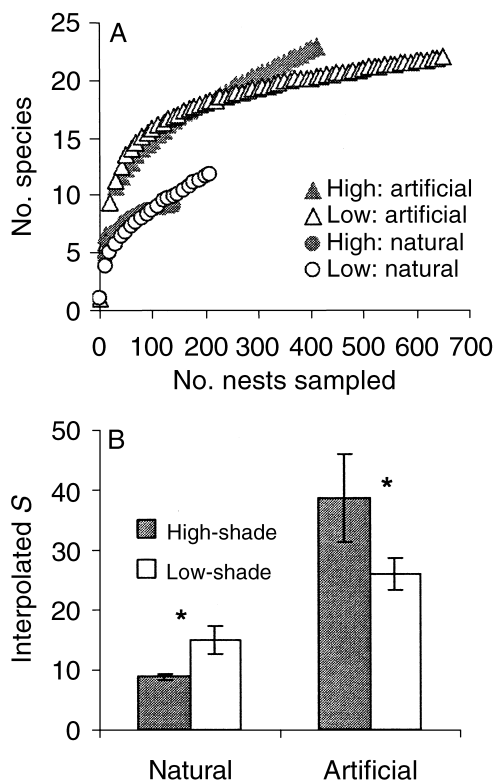 A
25
20
15
10
5
0
No. species
High: artificial
Low: artificial
High: natural
Low: natural
0 100 200 300 400 500 600 700
No. nests sampled
B
50
40
30
20
10
0
Interpolated S
High-shade
Low-shade
*
*
Natural Artificial